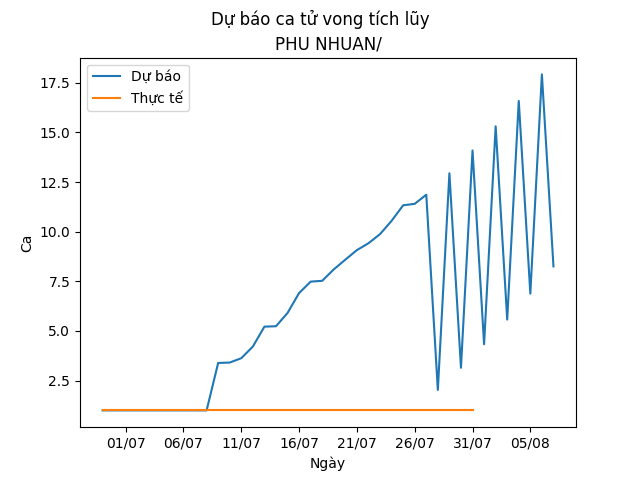 Dự báo ca tử vong tích lũy
PHU NHUAN/
Dự báo
Thực tế
17.5
15.0
12.5
10.0
7.5
5.0
2.5
Ca
01/07 06/07 11/07 16/07 21/07 26/07 31/07 05/08
Ngày